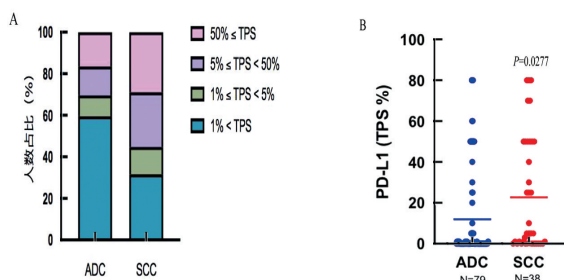 A
人数占比 (%)
100
80
60
40
20
0
ADC
SCC
50% ≤ TPS
5% ≤ TPS < 50%
1% ≤ TPS < 5%
1% < TPS
B
PD-L1 (TPS %)
100
80
60
40
20
0
P=0.0277
ADC
SCC
N=79
N=38